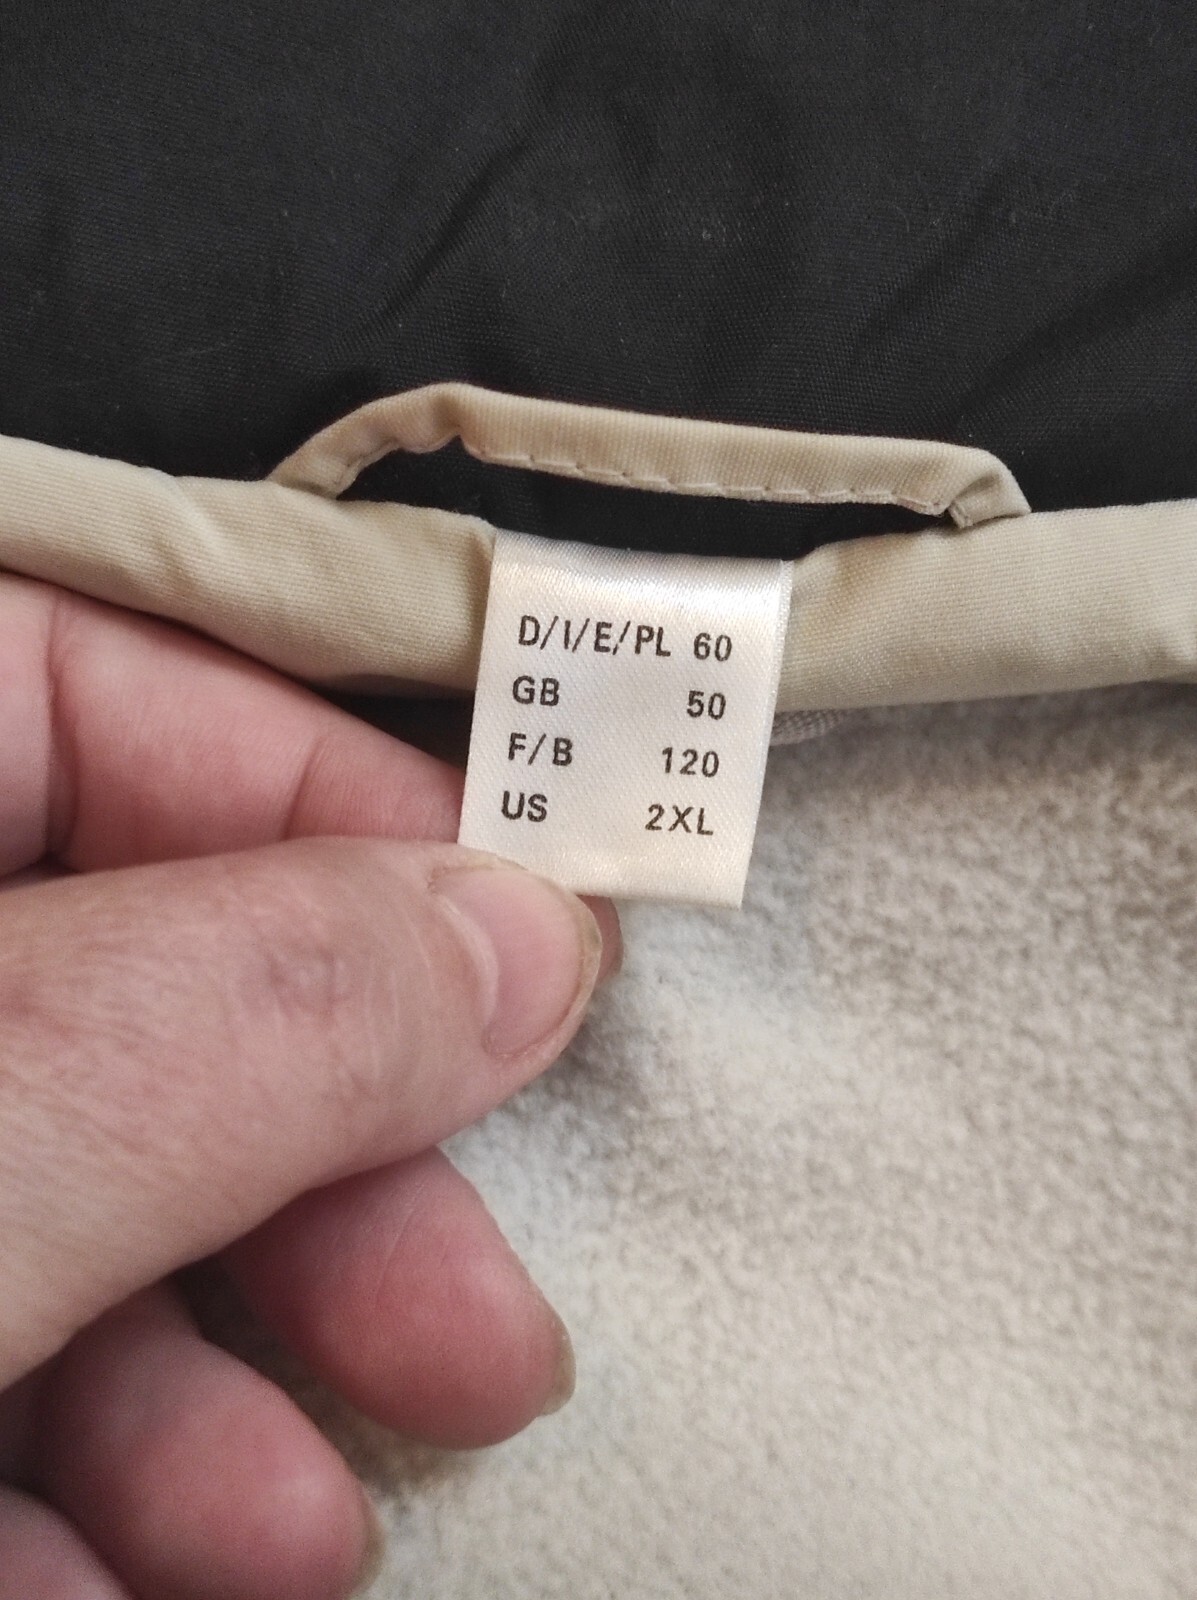 D/I/E/PL 60
GB 50
F/B 120
US 2XL